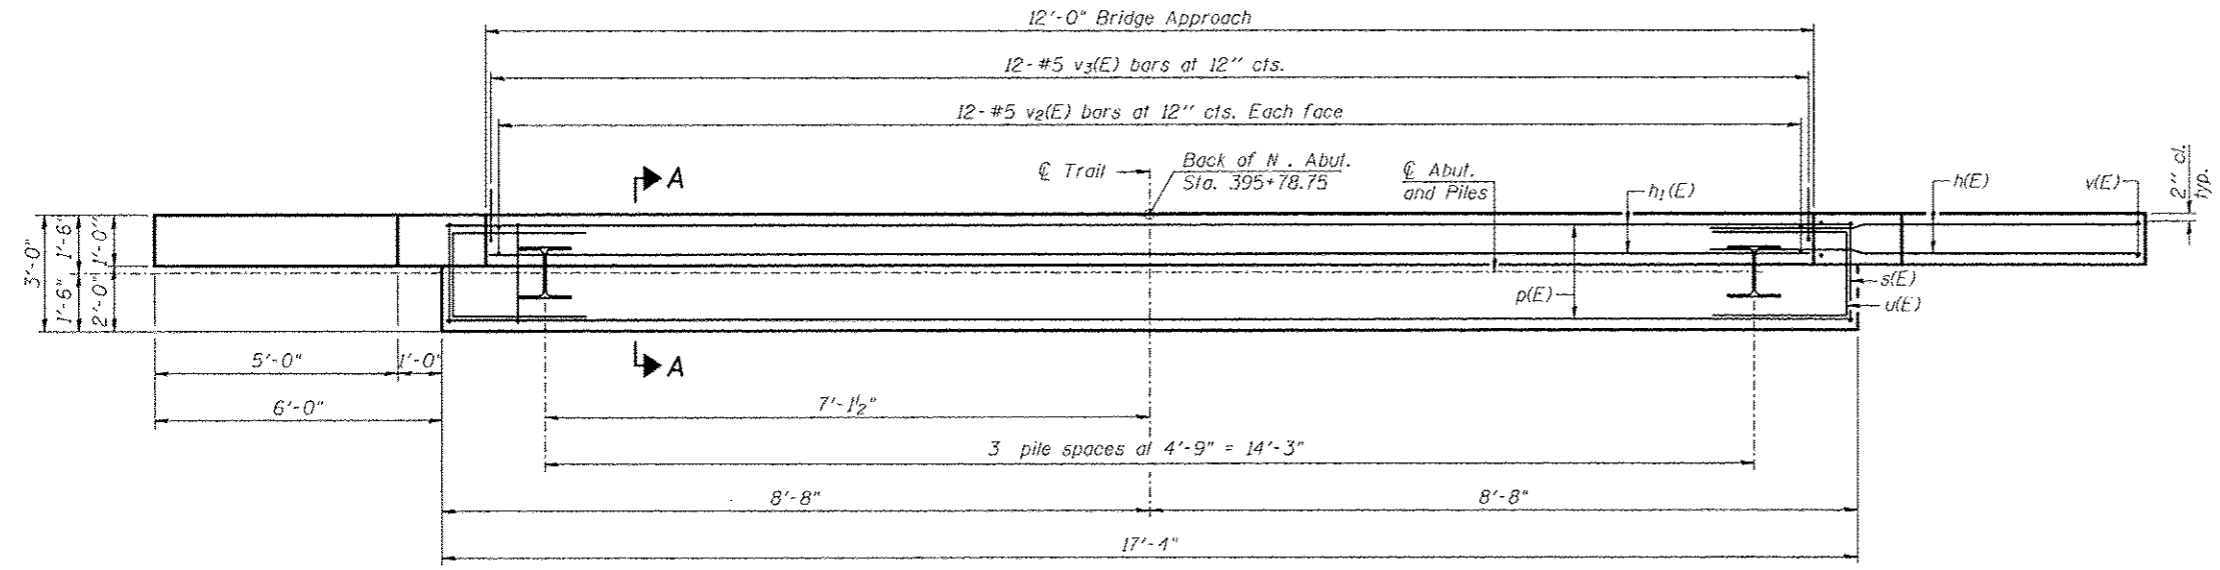 12'-0" Bridge Approach
12-#5 v3(E) bars at 12" cts.
12-#5 v2(E) bars at 12" cts. Each face
A
℄ Trail
Back of N. Abut.
Sta. 395+78.75
℄ Abut.
and Piles
h1(E)
h(E)
v(E)
2" cl.
typ.
3'-0"
1'-6"
1'-6"
1'-0"
2'-0"
p(E)
s(E)
u(E)
A
5'-0"
1'-0"
6'-0"
7'-1½"
3 pile spaces at 4'-9" = 14'-3"
8'-8"
8'-8"
17'-4"